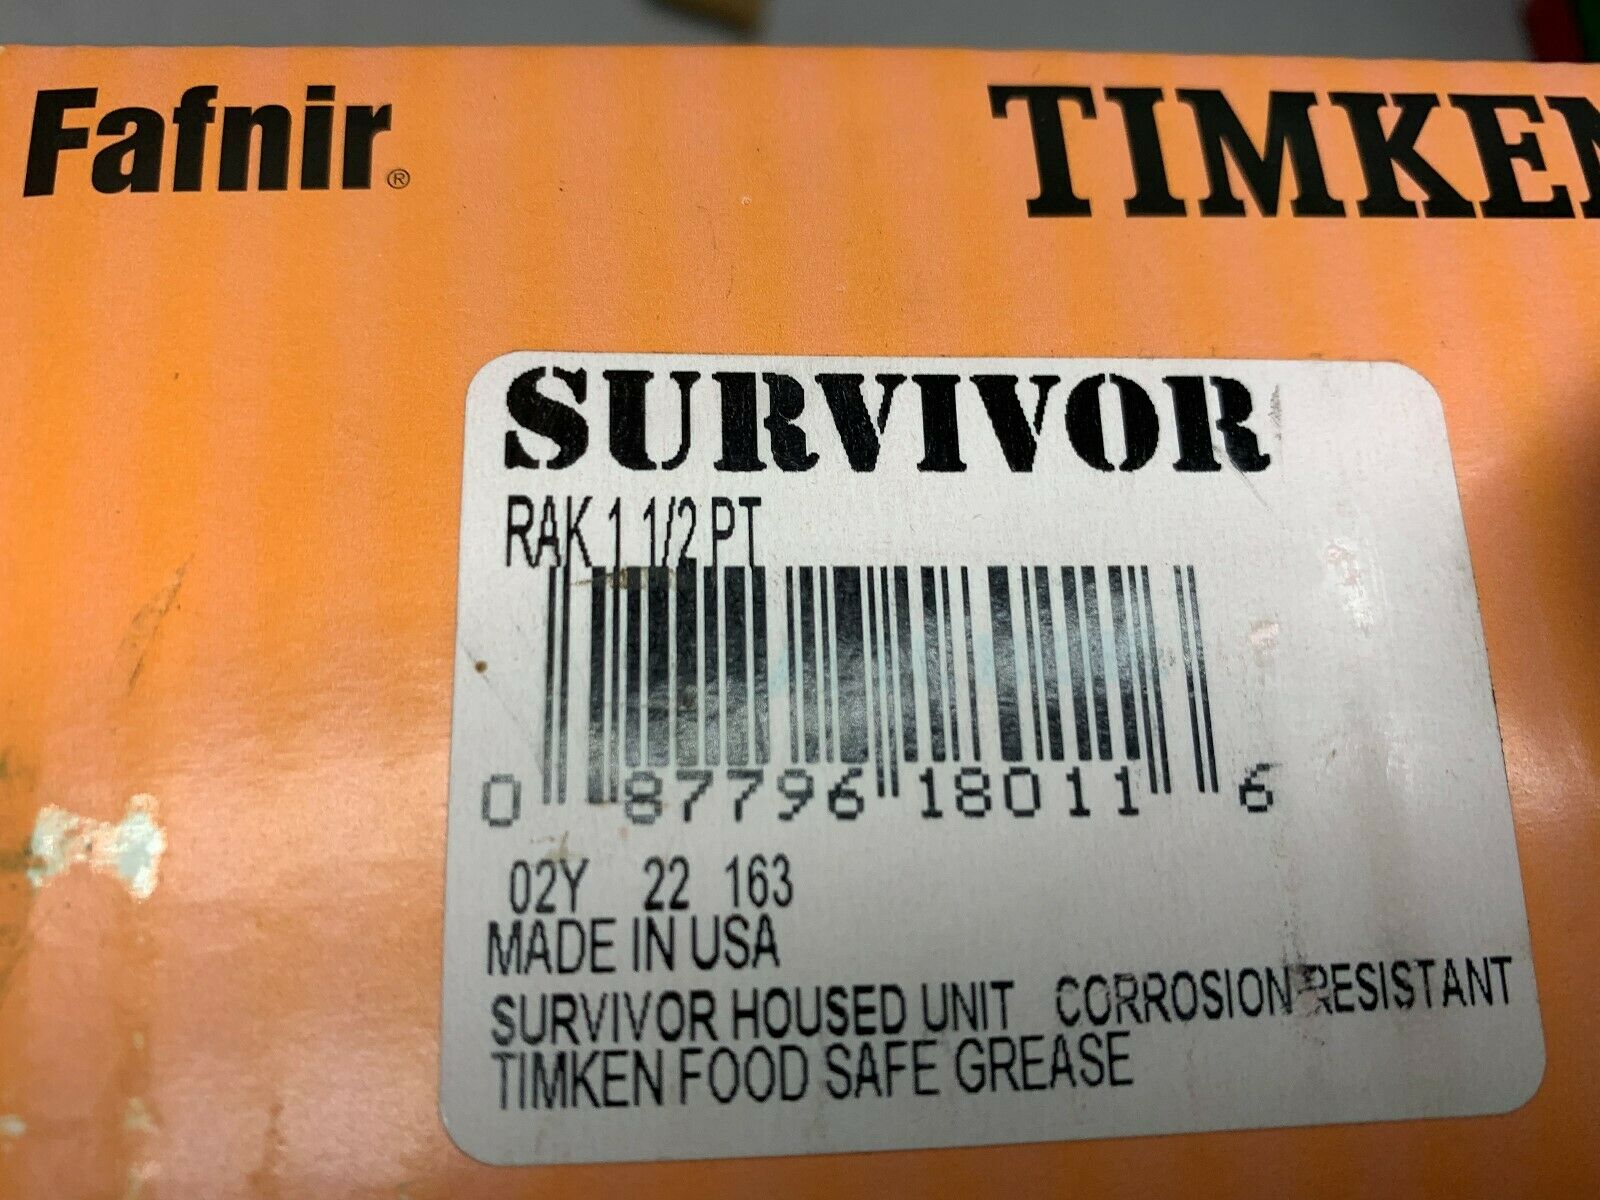 Fafnir®
TIMKEN
SURVIVOR
RAK 1 1/2 PT
0 87796 18011 6
02Y 22 163
MADE IN USA
SURVIVOR HOUSED UNIT CORROSION RESISTANT
TIMKEN FOOD SAFE GREASE